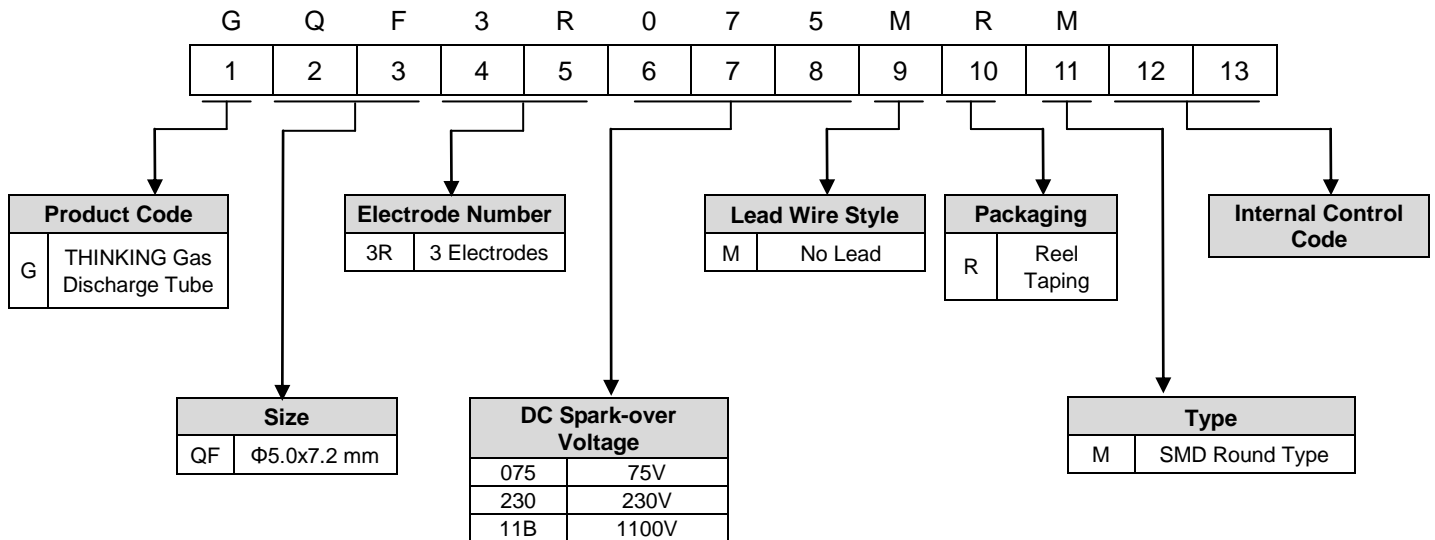 G Q F 3 R 0 7 5 M R M
1 2 3 4 5 6 7 8 9 10 11 12 13
Product Code
G THINKING Gas
Discharge Tube
Electrode Number
3R 3 Electrodes
Lead Wire Style
M No Lead
Packaging
R Reel
Taping
Internal Control
Code
Size
QF Φ5.0x7.2 mm
DC Spark-over
Voltage
075 75V
230 230V
11B 1100V
Type
M SMD Round Type